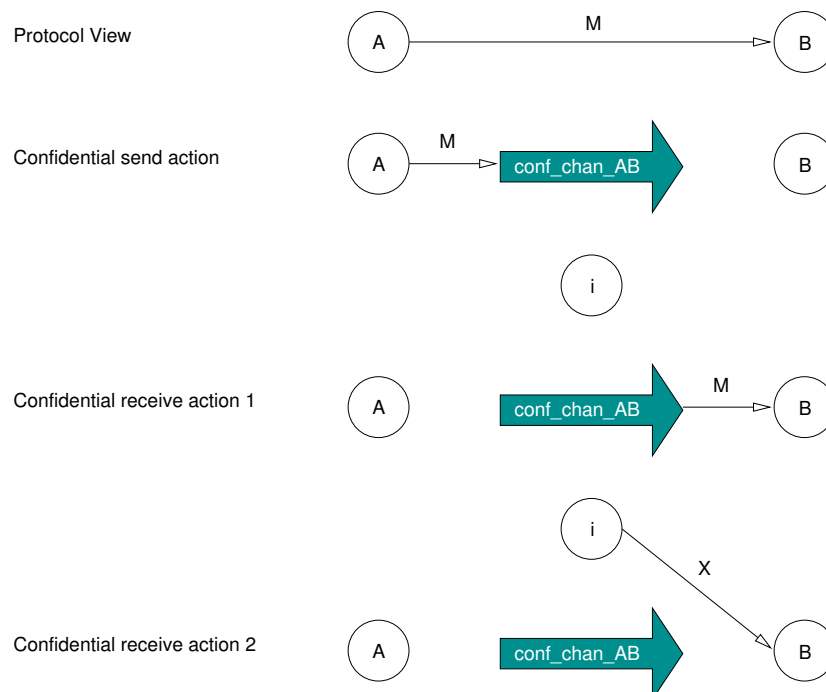 Protocol View
A
M
B
Confidential send action
A
M
conf_chan_AB
B
i
Confidential receive action 1
A
conf_chan_AB
M
B
i
X
Confidential receive action 2
A
conf_chan_AB
B